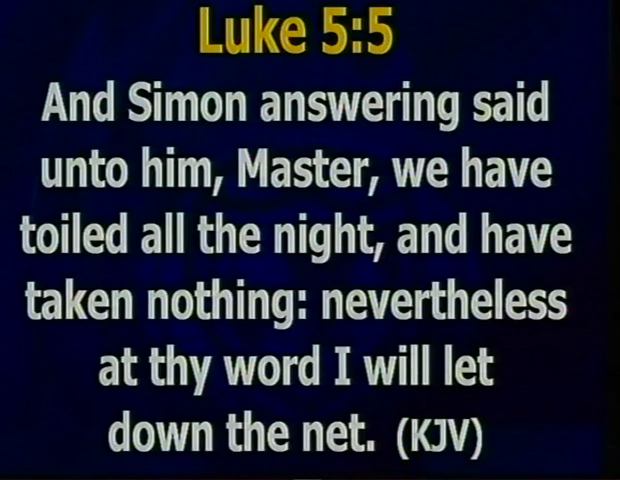 Luke 5:5
And Simon answering said
unto him, Master, we have
toiled all the night, and have
taken nothing: nevertheless
at thy word I will let
down the net. (KJV)